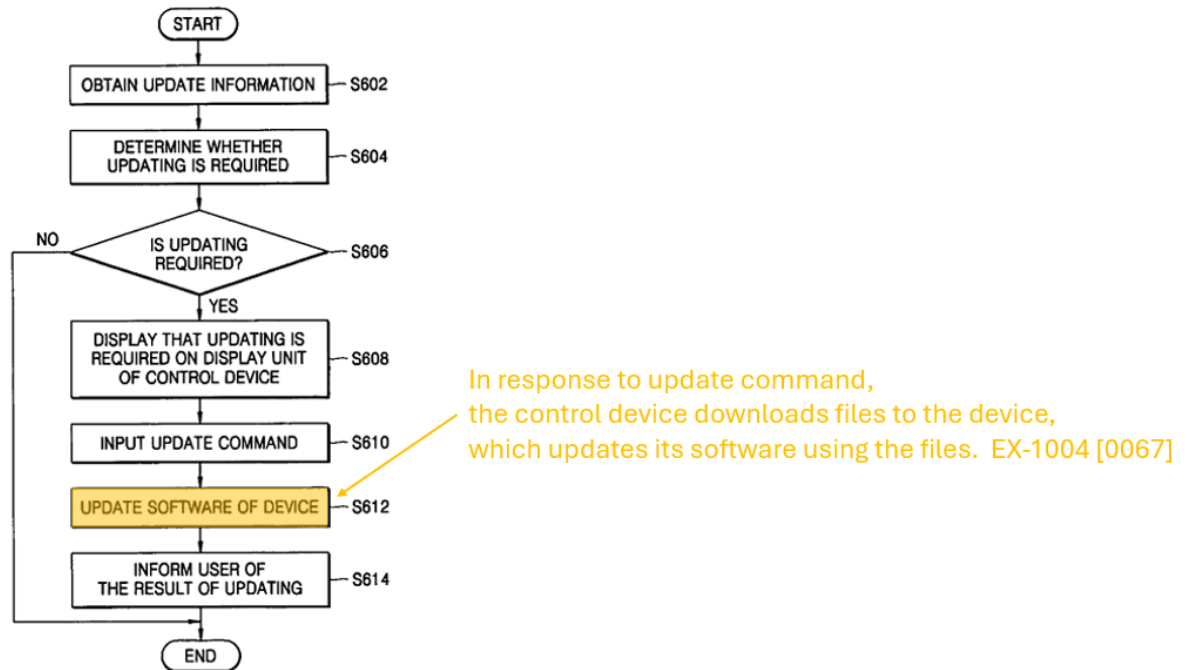 START
OBTAIN UPDATE INFORMATION
S602
DETERMINE WHETHER
UPDATING IS REQUIRED
S604
NO
IS UPDATING
REQUIRED?
S606
YES
DISPLAY THAT UPDATING IS
REQUIRED ON DISPLAY UNIT
OF CONTROL DEVICE
S608
In response to update command,
the control device downloads files to the device,
which updates its software using the files. EX-1004 [0067]
INPUT UPDATE COMMAND
S610
UPDATE SOFTWARE OF DEVICE
S612
INFORM USER OF
THE RESULT OF UPDATING
S614
END